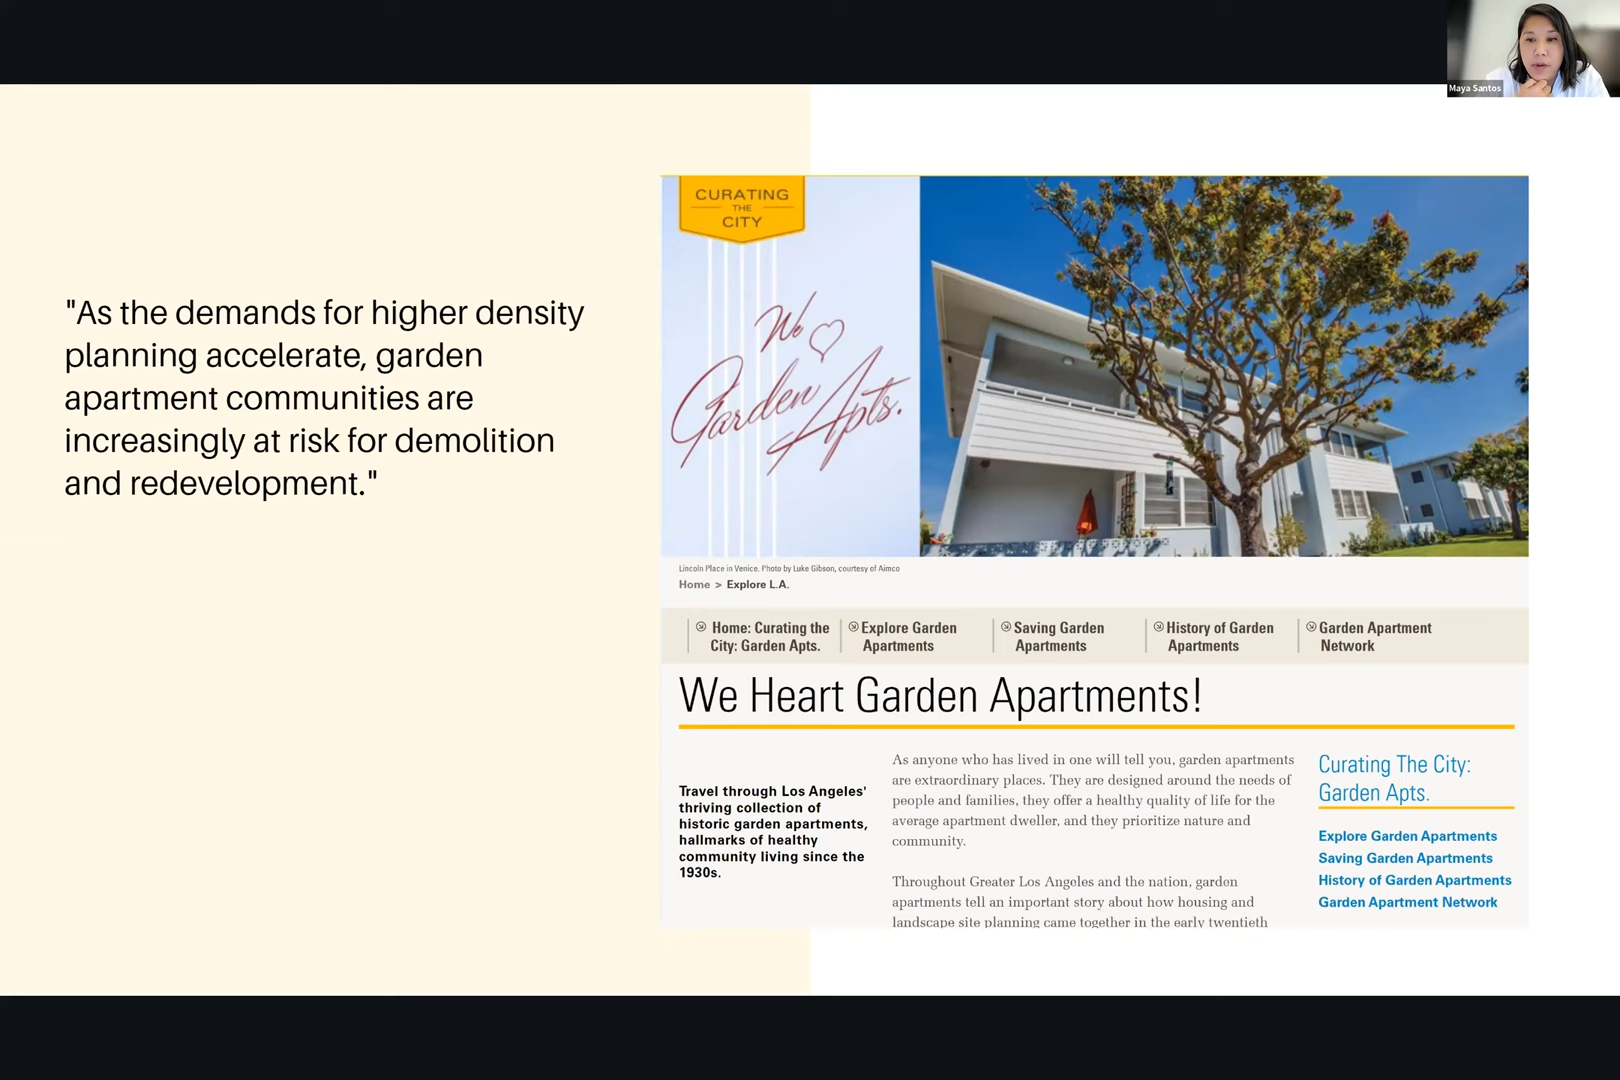 Maya Santos
"As the demands for higher density
planning accelerate, garden
apartment communities are
increasingly at risk for demolition
and redevelopment."
CURATING
THE
CITY
We
Garden
Apts.
Lincoln Place in Venice. Photo by Luke Gibson, courtesy of Aimco
Home > Explore L.A.
Home: Curating the
City: Garden Apts.
Explore Garden
Apartments
Saving Garden
Apartments
History of Garden
Apartments
Garden Apartment
Network
We Heart Garden Apartments!
Travel through Los Angeles'
thriving collection of
historic garden apartments,
hallmarks of healthy
community living since the
1930s.
As anyone who has lived in one will tell you, garden apartments
are extraordinary places. They are designed around the needs of
people and families, they offer a healthy quality of life for the
average apartment dweller, and they prioritize nature and
community.
Throughout Greater Los Angeles and the nation, garden
apartments tell an important story about how housing and
landscape site planning came together in the early twentieth
Curating The City:
Garden Apts.
Explore Garden Apartments
Saving Garden Apartments
History of Garden Apartments
Garden Apartment Network